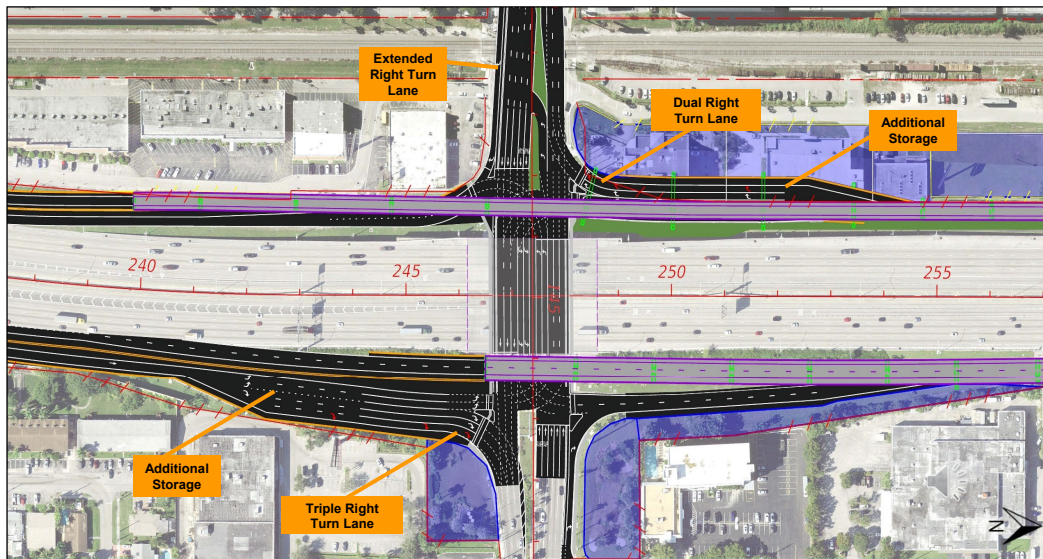 Extended
Right Turn
Lane
Dual Right
Turn Lane
Additional
Storage
240
245
250
255
Additional
Storage
Triple Right
Turn Lane
N